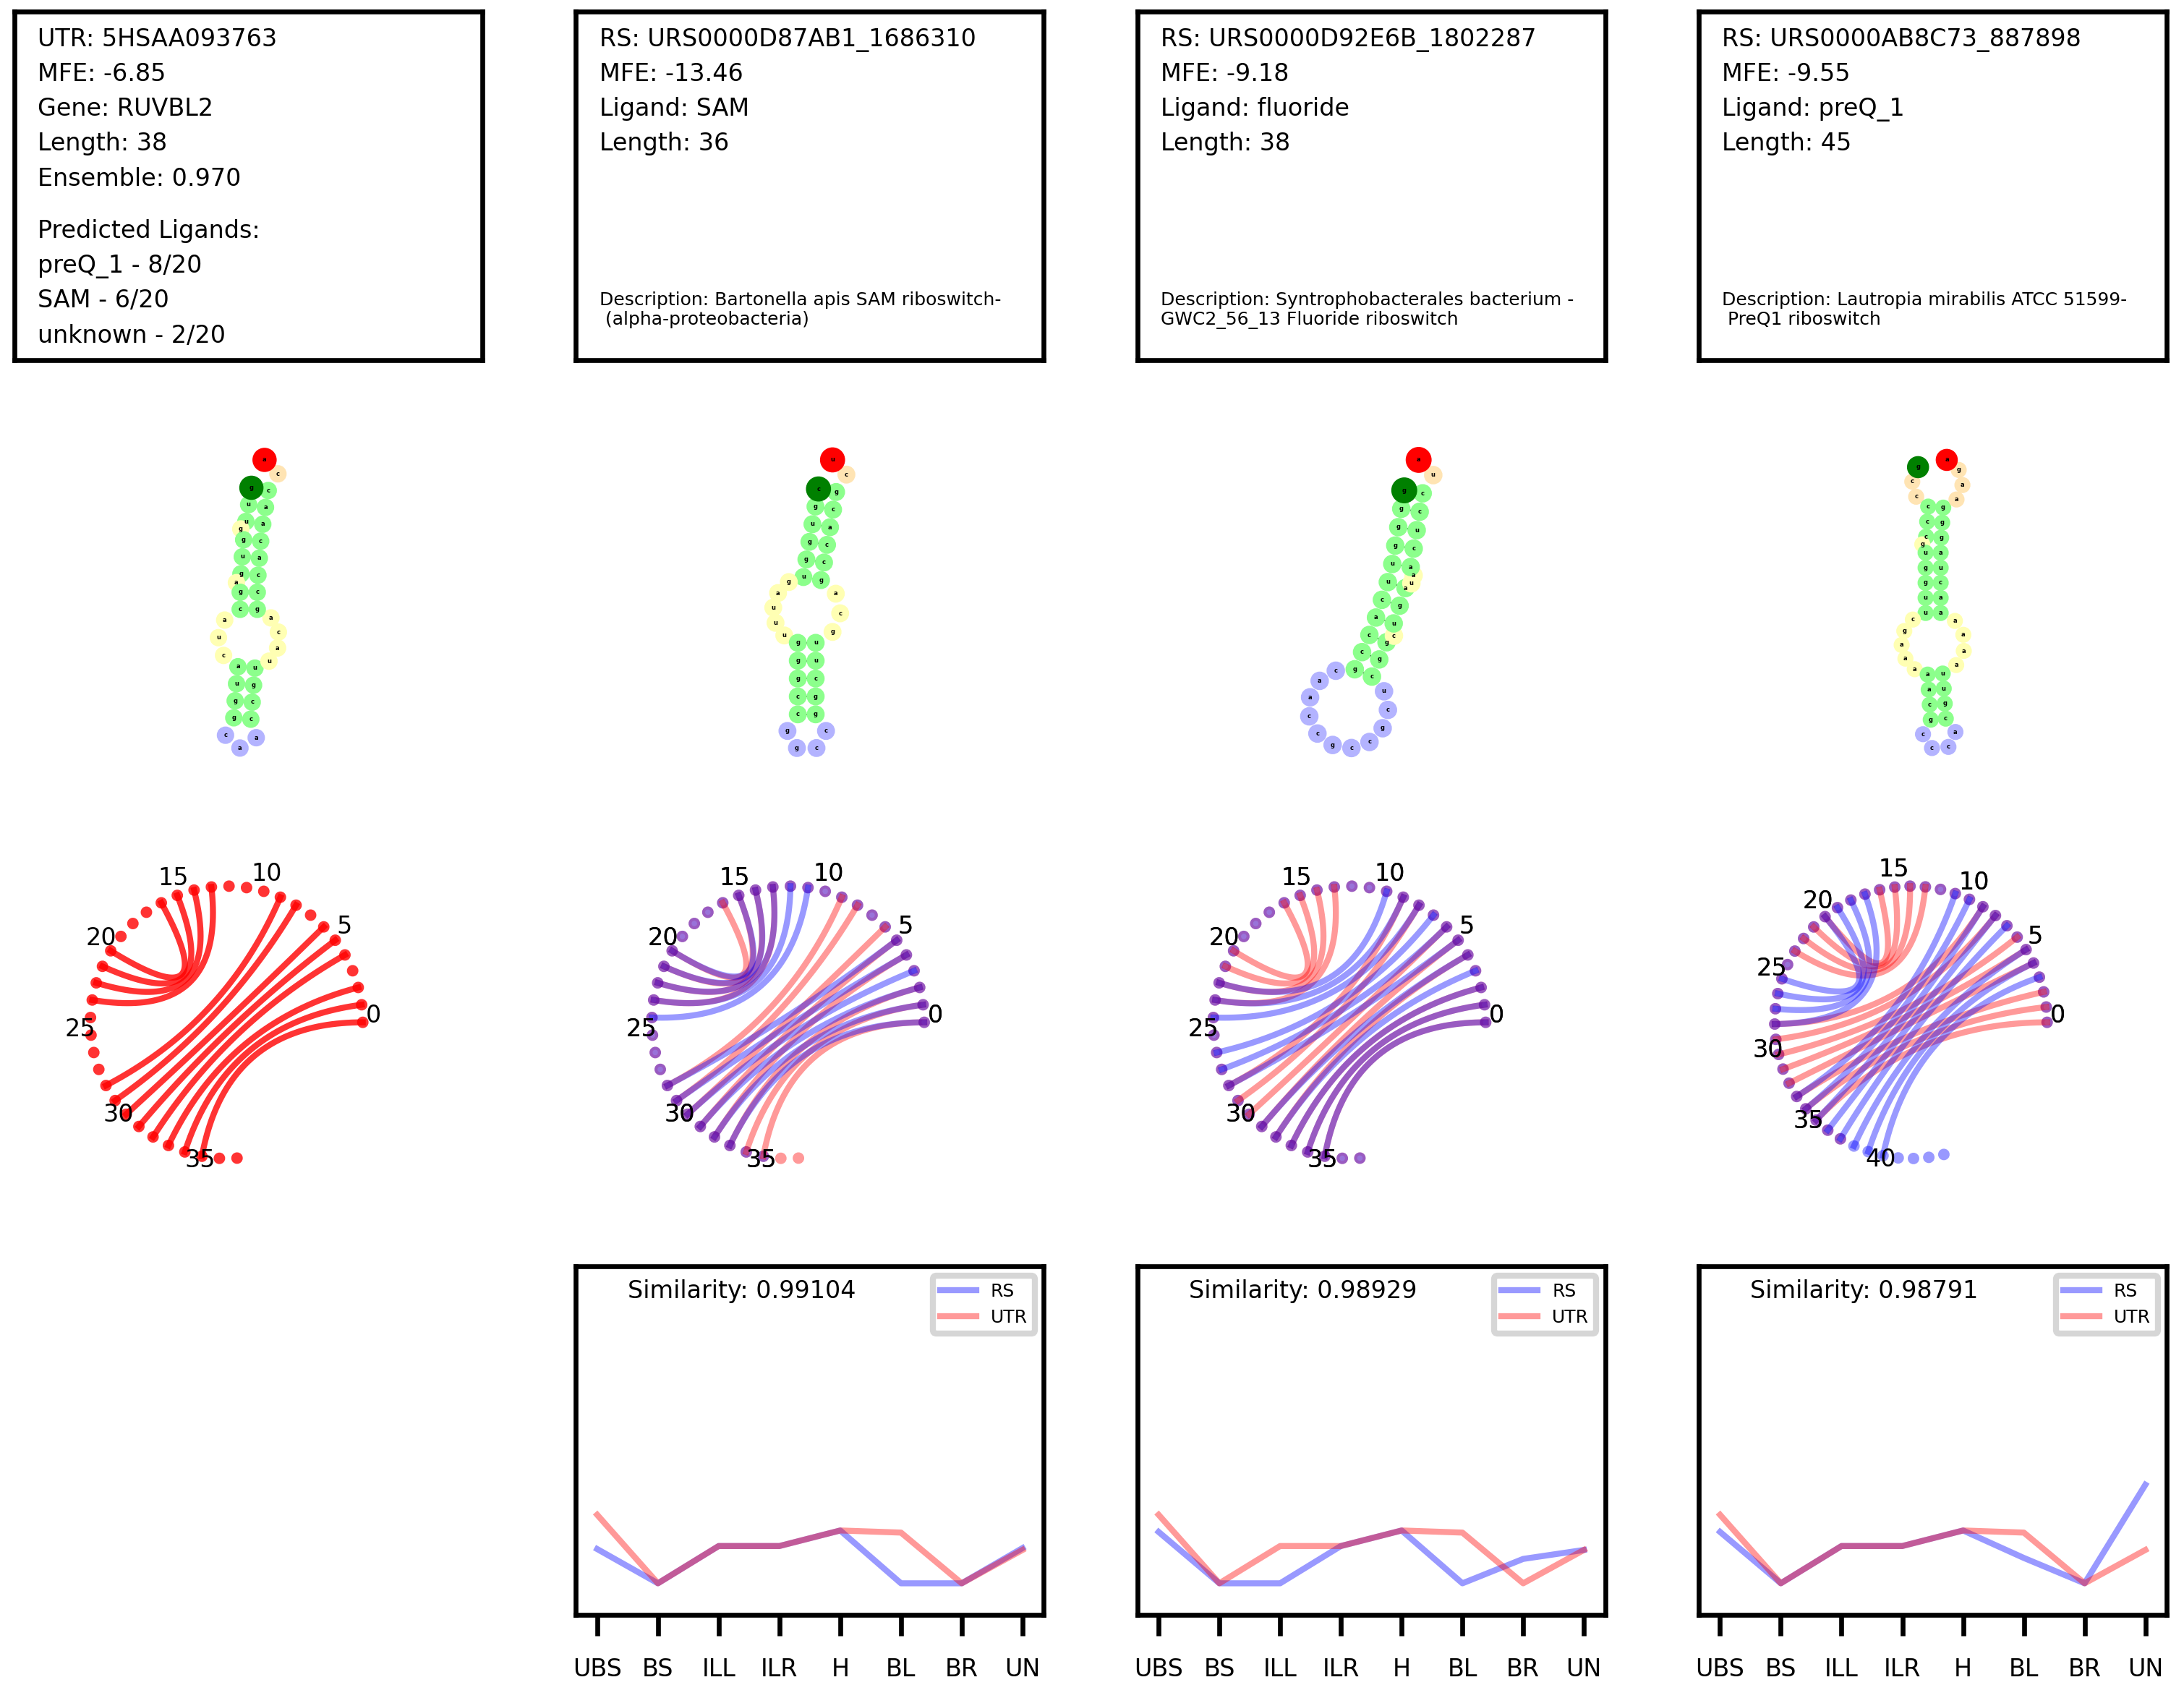 UTR: 5HSAA093763
MFE: -6.85
Gene: RUVBL2
Length: 38
Ensemble: 0.970
Predicted Ligands:
preQ_1 - 8/20
SAM - 6/20
unknown - 2/20
RS: URS0000D87AB1_1686310
MFE: -13.46
Ligand: SAM
Length: 36
Description: Bartonella apis SAM riboswitch-
(alpha-proteobacteria)
RS: URS0000D92E6B_1802287
MFE: -9.18
Ligand: fluoride
Length: 38
Description: Syntrophobacterales bacterium -
GWC2_56_13 Fluoride riboswitch
RS: URS0000AB8C73_887898
MFE: -9.55
Ligand: preQ_1
Length: 45
Description: Lautropia mirabilis ATCC 51599-
PreQ1 riboswitch
0
5
10
15
20
25
30
35
0
5
10
15
20
25
30
35
0
5
10
15
20
25
30
35
0
5
10
15
20
25
30
35
40
Similarity: 0.99104
RS
UTR
UBS BS ILL ILR H BL BR UN
Similarity: 0.98929
RS
UTR
UBS BS ILL ILR H BL BR UN
Similarity: 0.98791
RS
UTR
UBS BS ILL ILR H BL BR UN